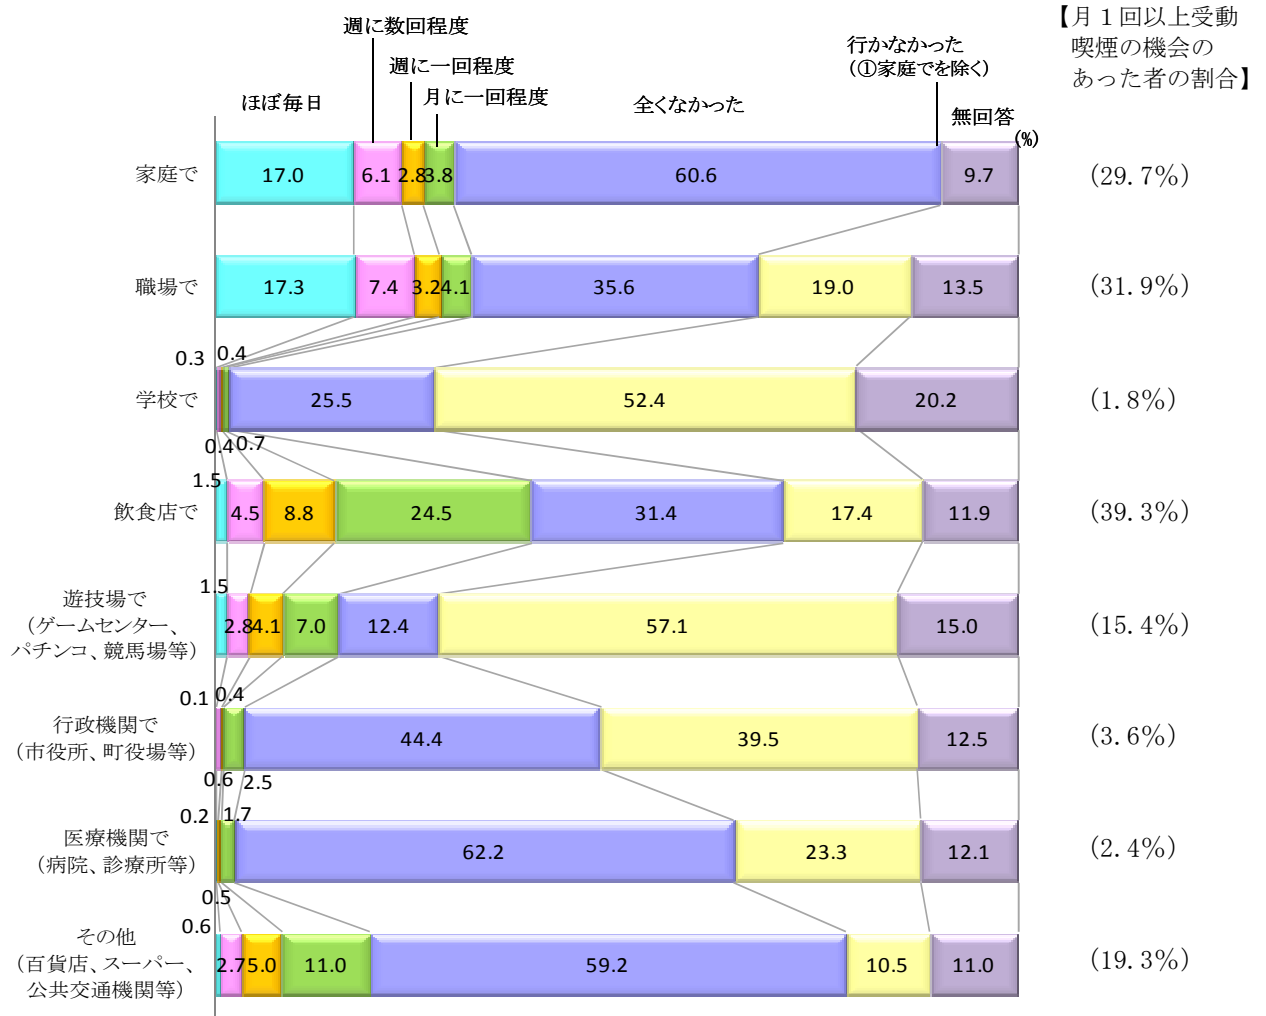 【月１回以上受動
喫煙の機会の
あった者の割合】
週に数回程度
週に一回程度
月に一回程度
ほぼ毎日
全くなかった
行かなかった
（①家庭でを除く）
無回答
(%)
家庭で
17.0 6.1 2.8 3.8 60.6 9.7
(29.7%)
職場で
17.3 7.4 3.2 4.1 35.6 19.0 13.5
(31.9%)
0.3 0.4
学校で
25.5 52.4 20.2
(1.8%)
0.4 0.7
1.5
飲食店で
4.5 8.8 24.5 31.4 17.4 11.9
(39.3%)
1.5
遊技場で
（ゲームセンター、
パチンコ、競馬場等）
2.8 4.1 7.0 12.4 57.1 15.0
(15.4%)
0.1 0.4
行政機関で
（市役所、町役場等）
44.4 39.5 12.5
(3.6%)
0.6 2.5
0.2 1.7
医療機関で
（病院、診療所等）
62.2 23.3 12.1
(2.4%)
0.5
0.6
その他
（百貨店、スーパー、
公共交通機関等）
2.7 5.0 11.0 59.2 10.5 11.0
(19.3%)